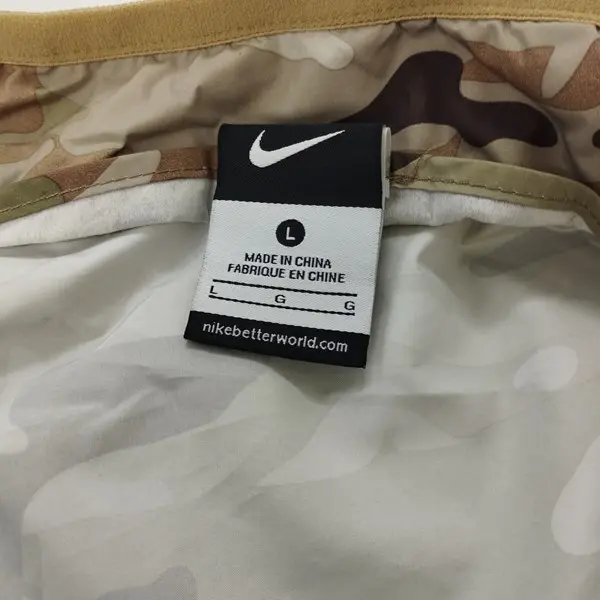 L
MADE IN CHINA
FABRIQUE EN CHINE
L G G
nikebetterworld.com